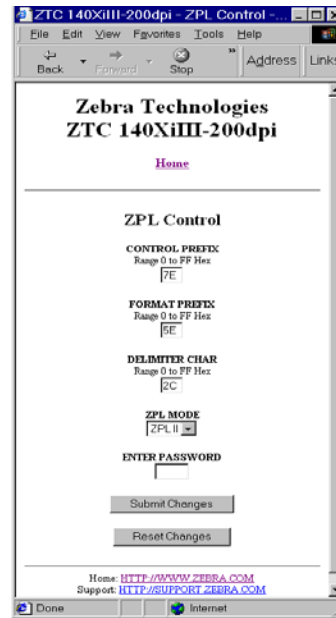 ZTC 140XiIII-200dpi - ZPL Control -...
File Edit View Favorites Tools Help
Back Forward Stop » Address Links
Zebra Technologies
ZTC 140XiIII-200dpi
Home
ZPL Control
CONTROL PREFIX
Range 0 to FF Hex
7E
FORMAT PREFIX
Range 0 to FF Hex
5E
DELIMITER CHAR
Range 0 to FF Hex
2C
ZPL MODE
ZPL II
ENTER PASSWORD
Submit Changes
Reset Changes
Home: HTTP://WWW.ZEBRA.COM
Support: HTTP://SUPPORT.ZEBRA.COM
Done Internet